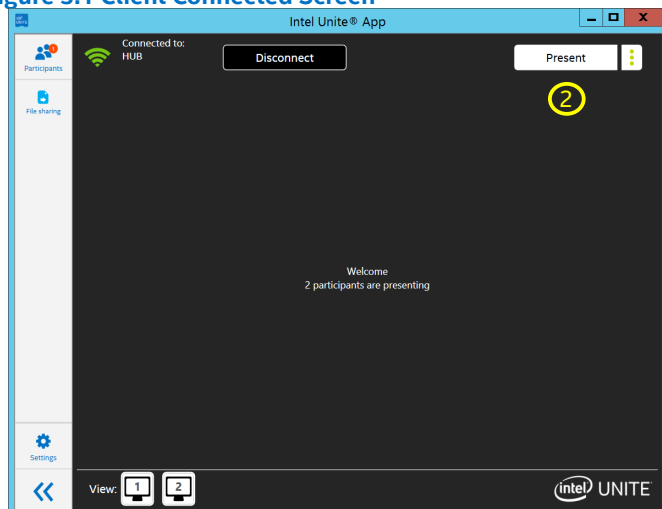 Figure 3.1 Client Connected Screen
Intel Unite® App
Participants
Connected to:
HUB
Disconnect
Present
2
File sharing
Welcome
2 participants are presenting
Settings
View: 1 2
intel UNITE